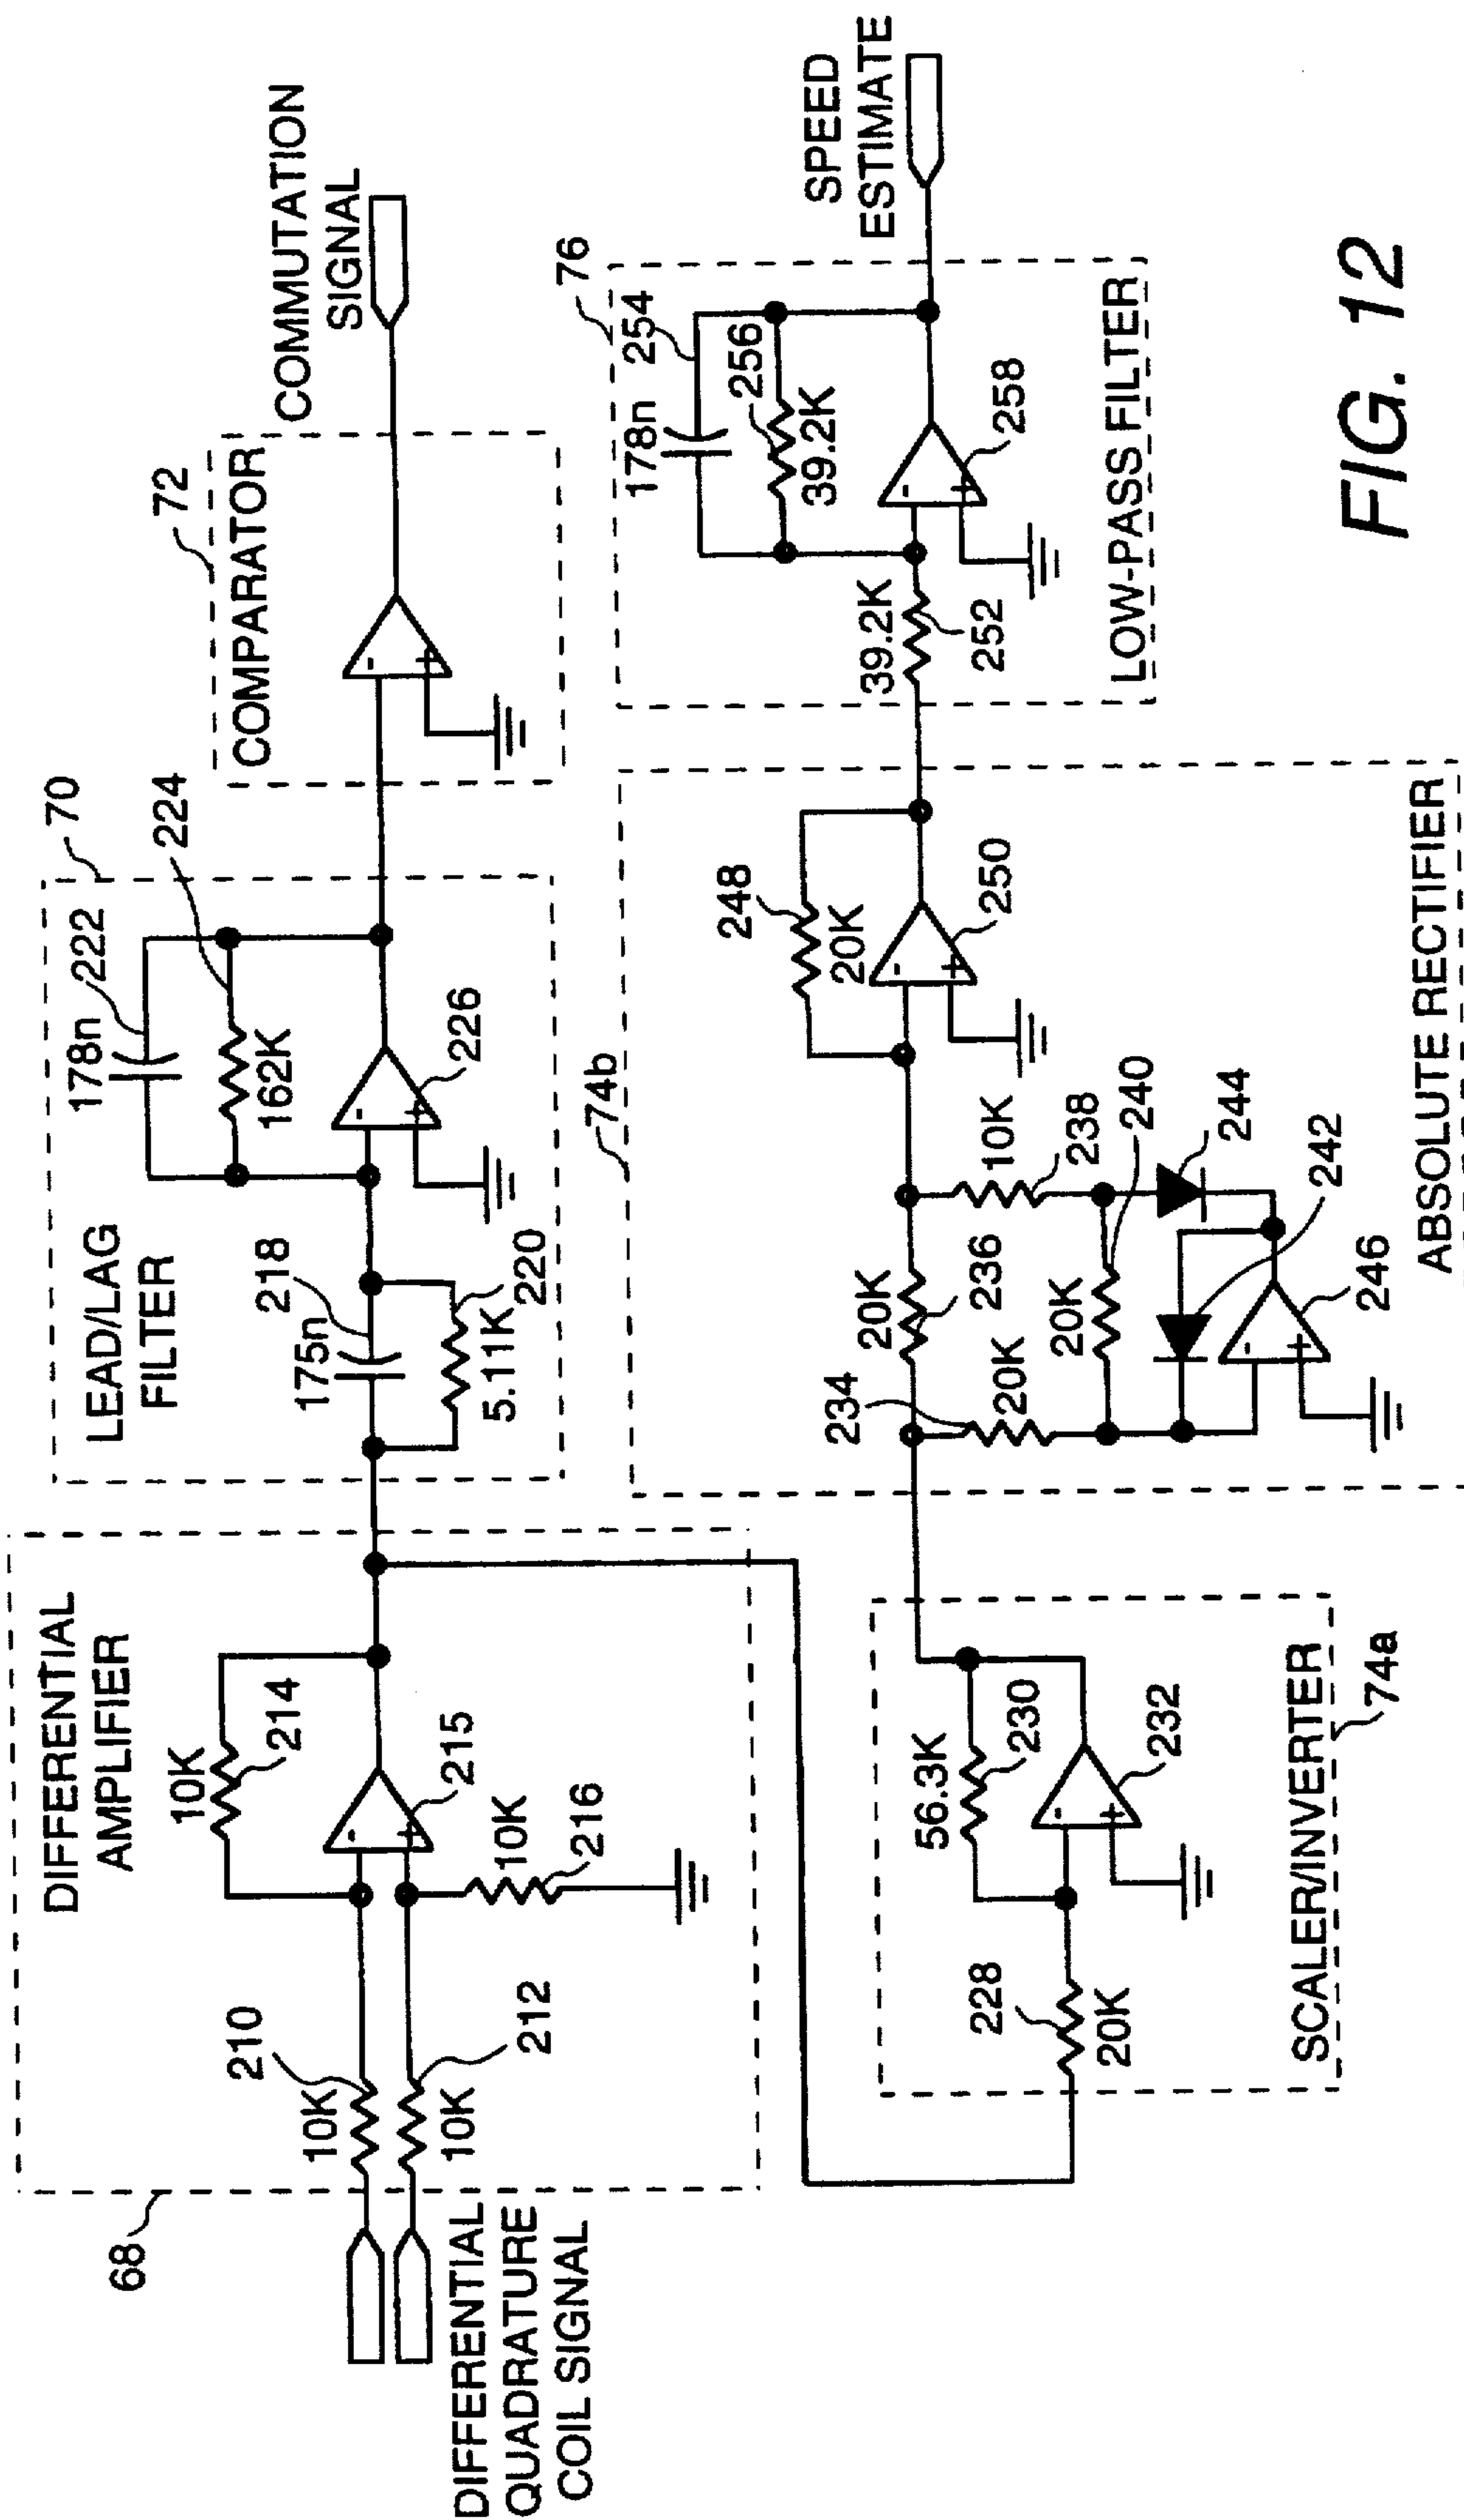 68
DIFFERENTIAL
QUADRATURE
COIL SIGNAL
DIFFERENTIAL
AMPLIFIER
210
10K
10K
212
10K
214
-
+
215
10K
216
LEAD/LAG
FILTER
70
218
175n
5.11K
220
178n
222
224
162K
-
+
226
72
COMPARATOR
-
+
COMMUTATION
SIGNAL
228
20K
56.3K
230
-
+
232
SCALER/INVERTER
74a
74b
234
20K
20K
236
10K
238
20K
240
242
244
-
+
246
248
20K
-
+
250
ABSOLUTE RECTIFIER
76
39.2K
252
178n
254
256
39.2K
-
+
258
LOW-PASS FILTER
SPEED
ESTIMATE
FIG. 12